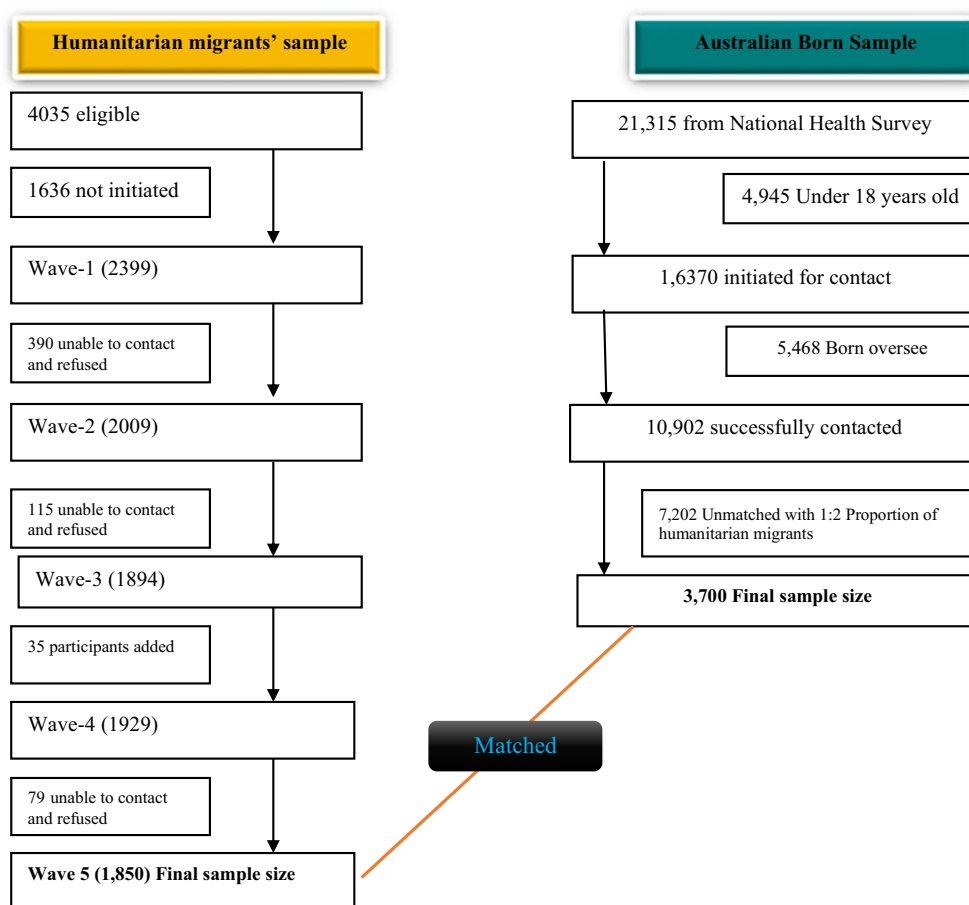 Humanitarian migrants’ sample
4035 eligible
1636 not initiated
Wave-1 (2399)
390 unable to contact
and refused
Wave-2 (2009)
115 unable to contact
and refused
Wave-3 (1894)
35 participants added
Wave-4 (1929)
79 unable to contact
and refused
Wave 5 (1,850) Final sample size
Australian Born Sample
21,315 from National Health Survey
4,945 Under 18 years old
1,6370 initiated for contact
5,468 Born oversee
10,902 successfully contacted
7,202 Unmatched with 1:2 Proportion of
humanitarian migrants
3,700 Final sample size
Matched